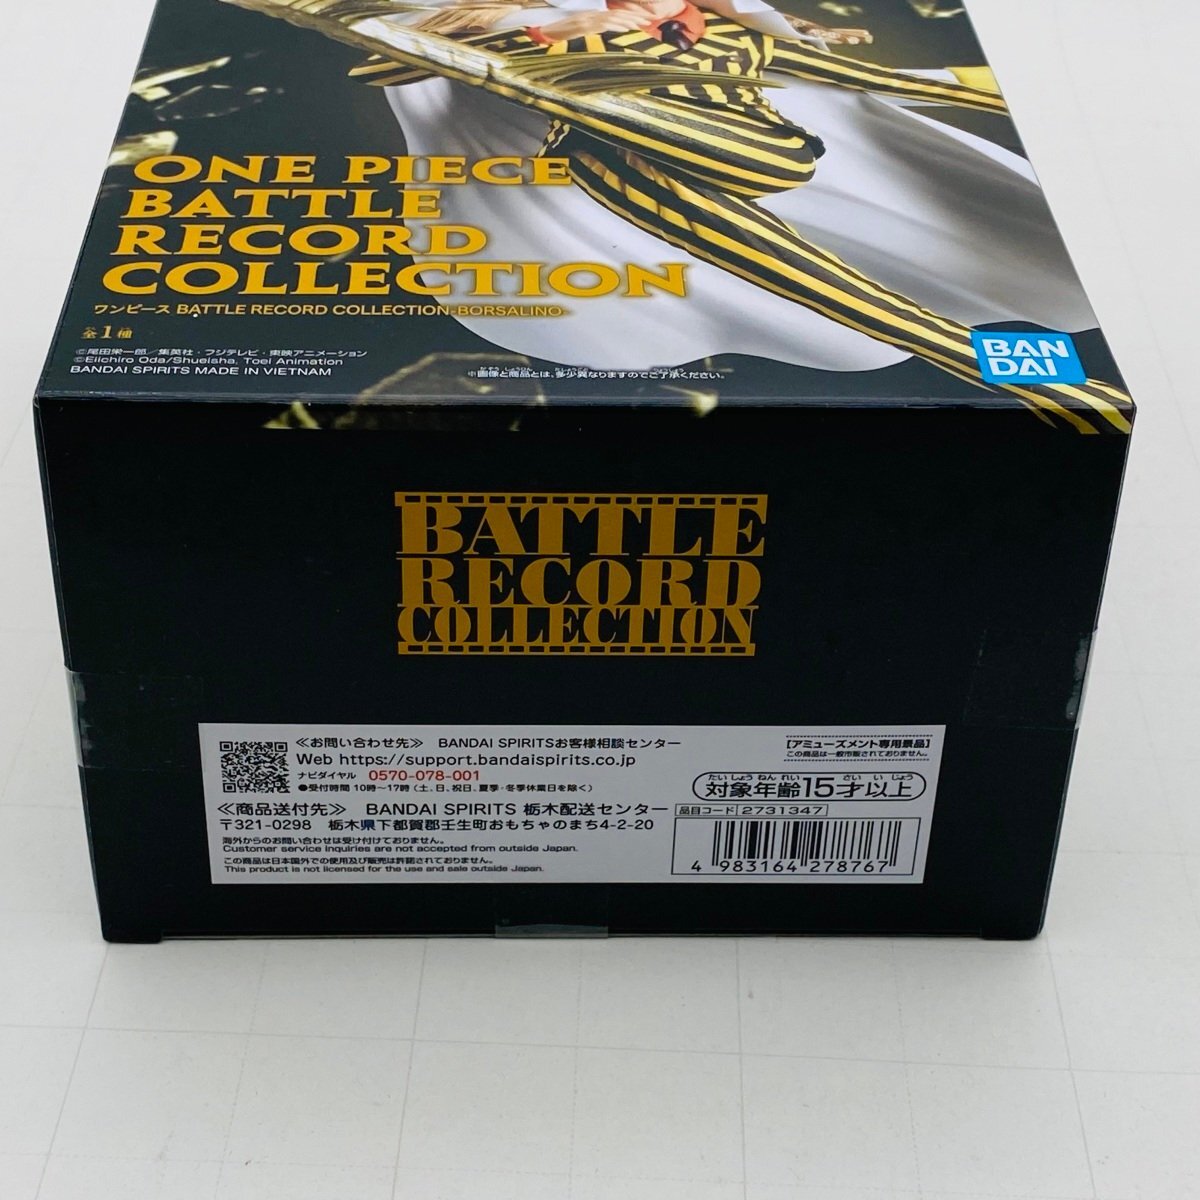 ONE PIECE
BATTLE
RECORD
COLLECTION
ワンピース BATTLE RECORD COLLECTION-BORSALINO-
全1種
©尾田栄一郎／集英社・フジテレビ・東映アニメーション
©Eiichiro Oda/Shueisha, Toei Animation
BANDAI SPIRITS MADE IN VIETNAM
※画像と商品とは、多少異なりますのでご了承ください。
BAN
DAI
BATTLE
RECORD
COLLECTION
≪お問い合わせ先≫ BANDAI SPIRITSお客様相談センター
Web https://support.bandaispirits.co.jp
ナビダイヤル 0570-078-001
●受付時間 10時～17時（土、日、祝日、夏季・冬季休業日を除く）
≪商品送付先≫ BANDAI SPIRITS 栃木配送センター
〒321-0298 栃木県下都賀郡壬生町おもちゃのまち4-2-20
海外からのお問い合わせは受け付けておりません。
Customer service inquiries are not accepted from outside Japan.
この商品は日本国外での使用及び販売は許諾されておりません。
This product is not licensed for the use and sale outside Japan.
【アミューズメント専用景品】
この商品は一般市販されておりません。
対象年齢15才以上
品目コード 2731347
4 983164 278767